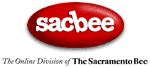 sacbee
The Online Division of The Sacramento Bee